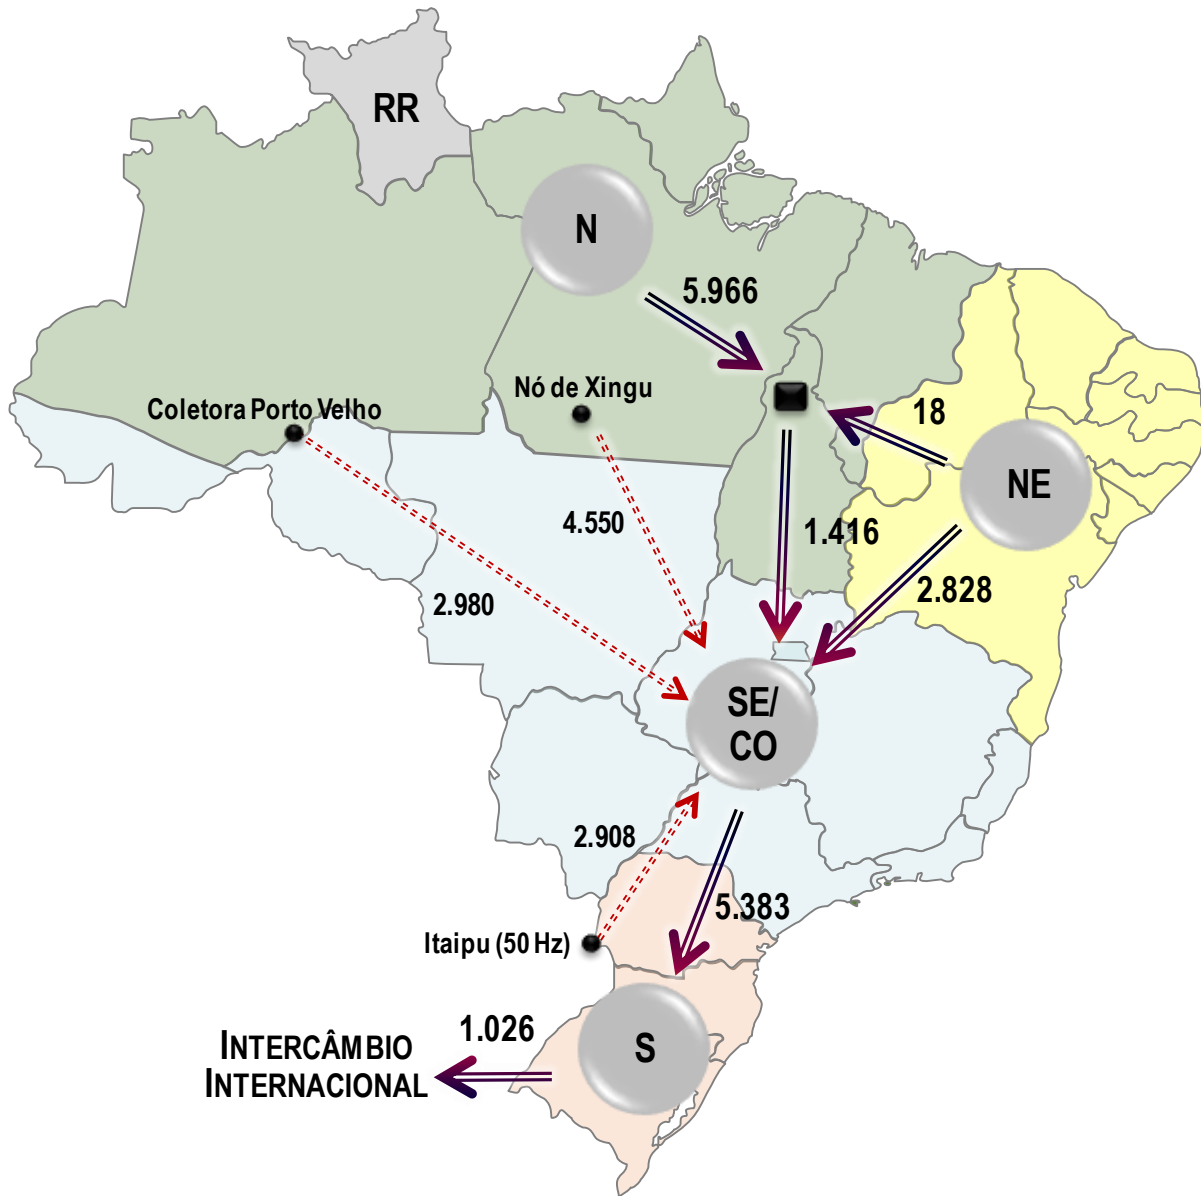 RR
N
5.966
Nó de Xingu
Coletora Porto Velho
18
NE
4.550
1.416
2.980
2.828
SE/
CO
2.908
5.383
Itaipu (50 Hz)
1.026
INTERCÂMBIO
INTERNACIONAL
S